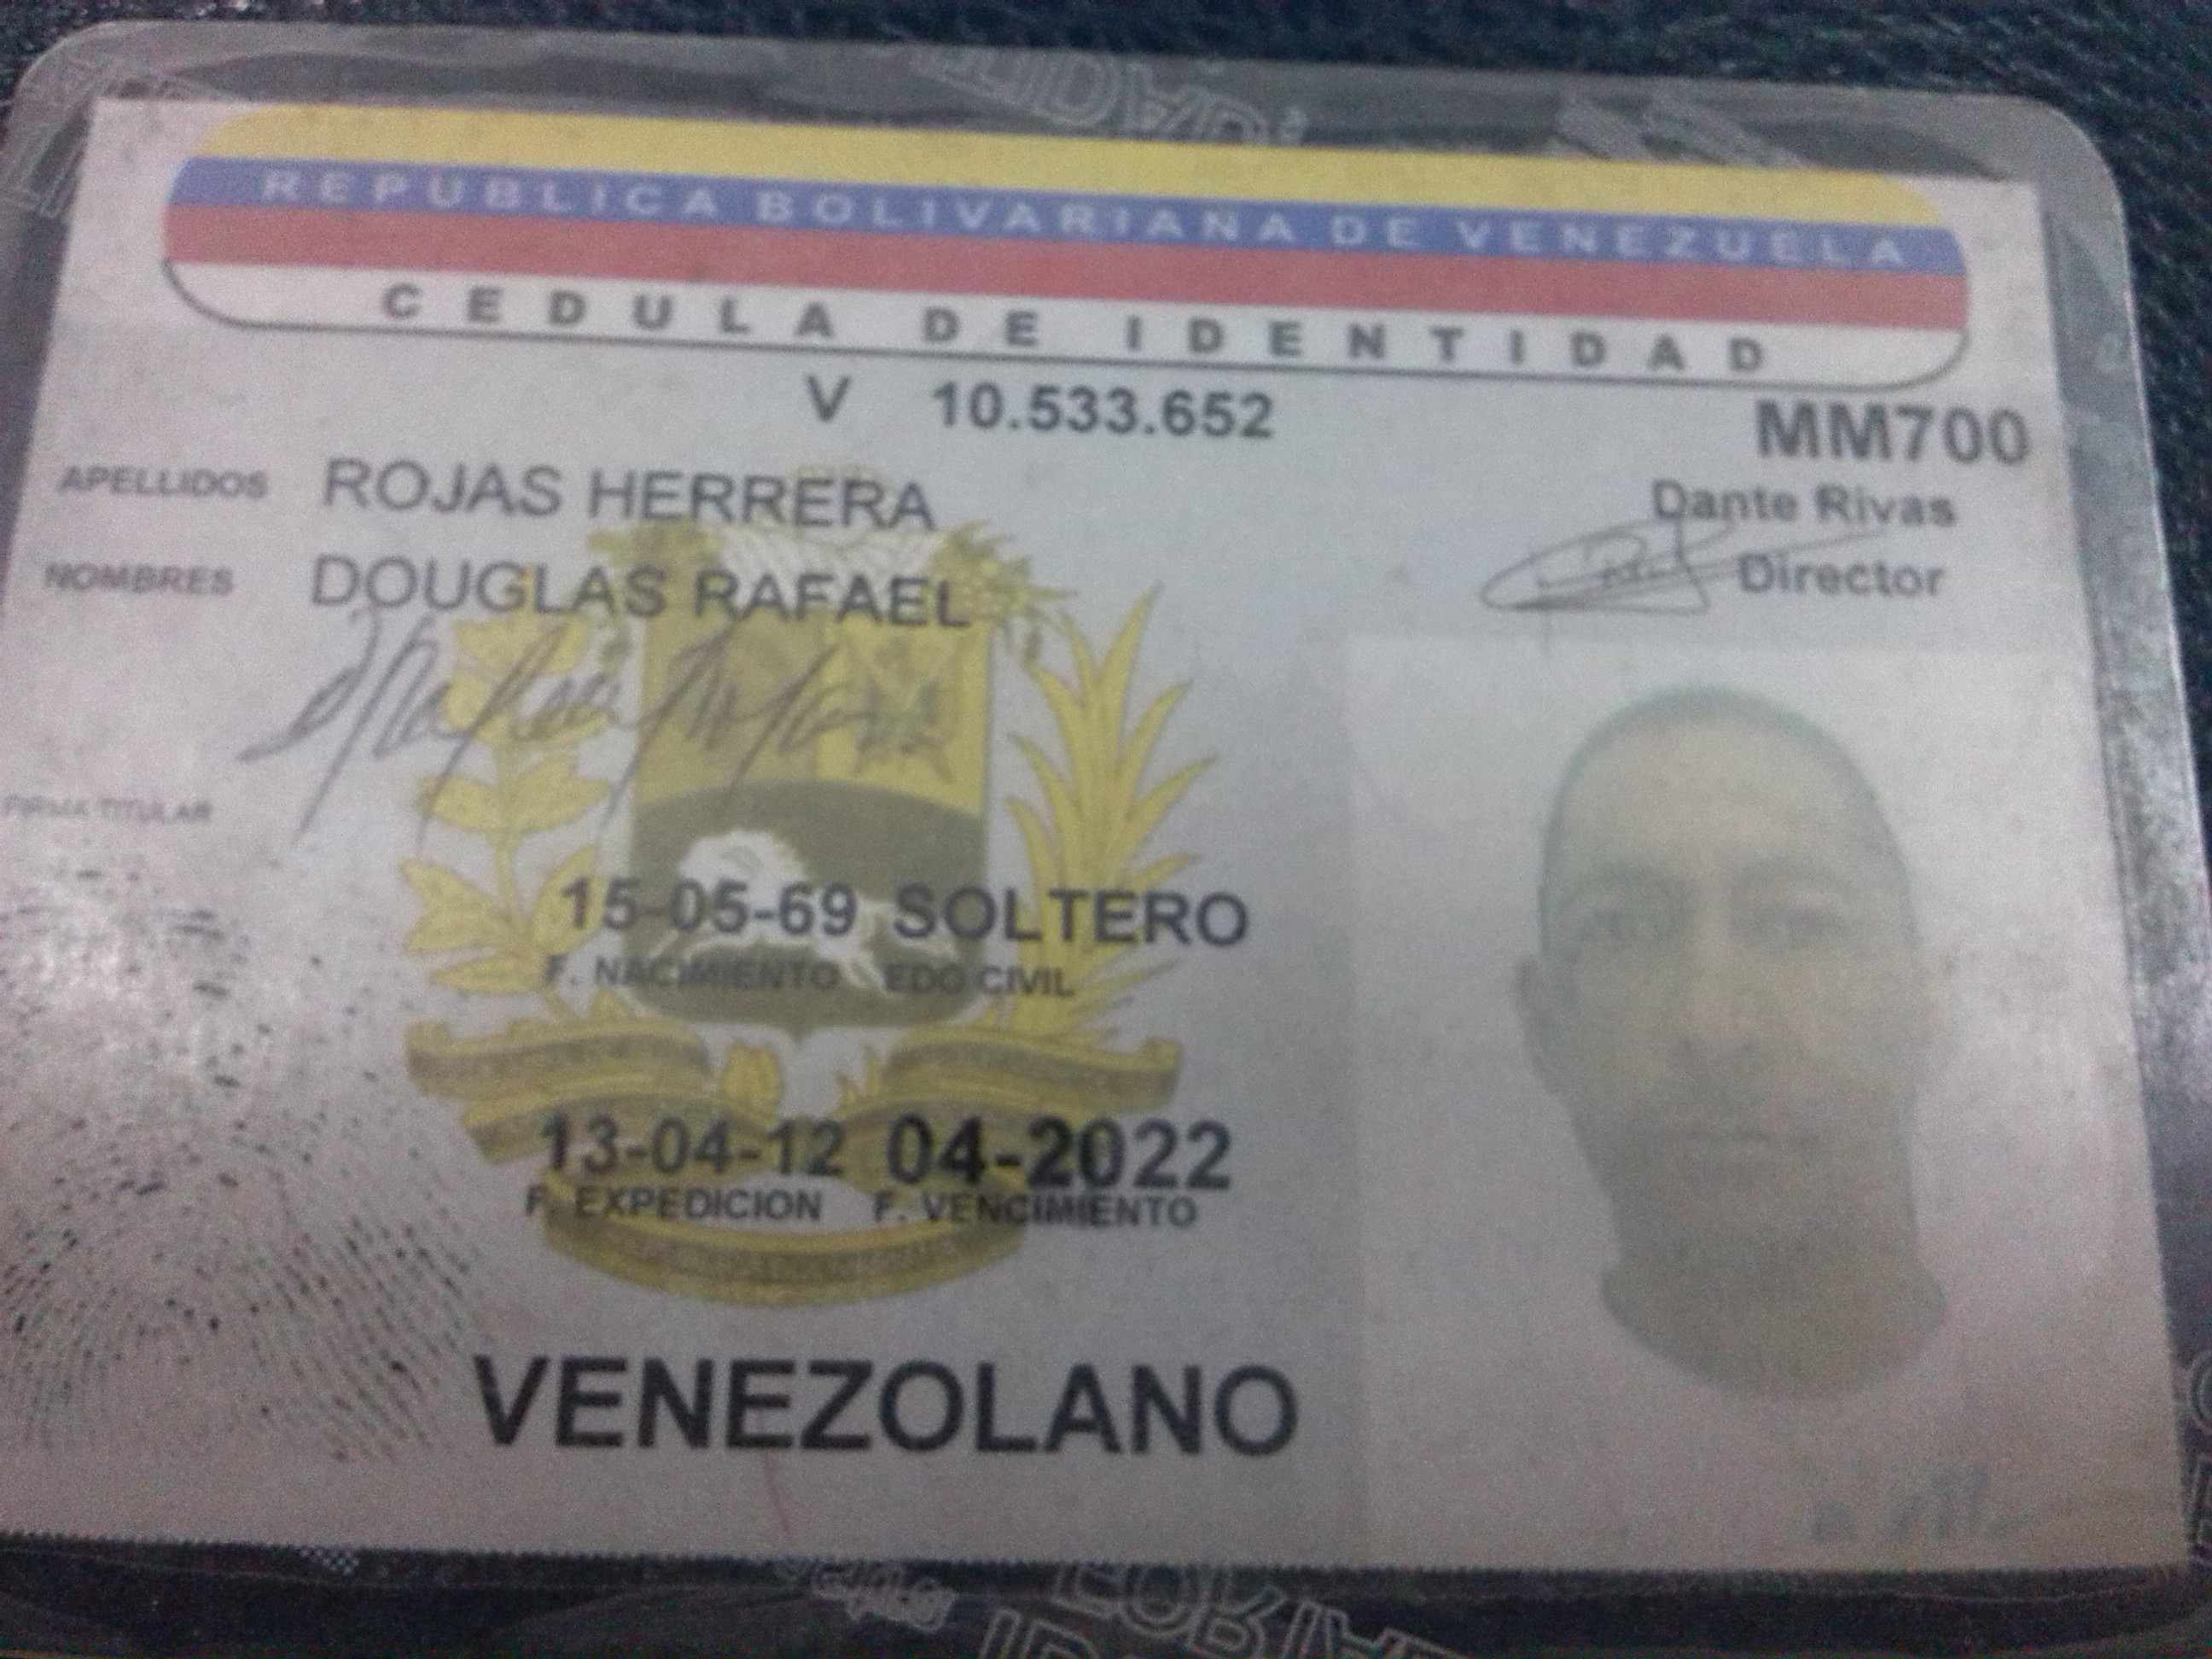 REPUBLICA BOLIVARIANA DE VENEZUELA
CEDULA DE IDENTIDAD
V 10.533.652
MM700
APELLIDOS ROJAS HERRERA
Dante Rivas
NOMBRES DOUGLAS RAFAEL
Director
FIRMA TITULAR
15-05-69 SOLTERO
F. NACIMIENTO EDO CIVIL
13-04-12 04-2022
F. EXPEDICION F. VENCIMIENTO
VENEZOLANO